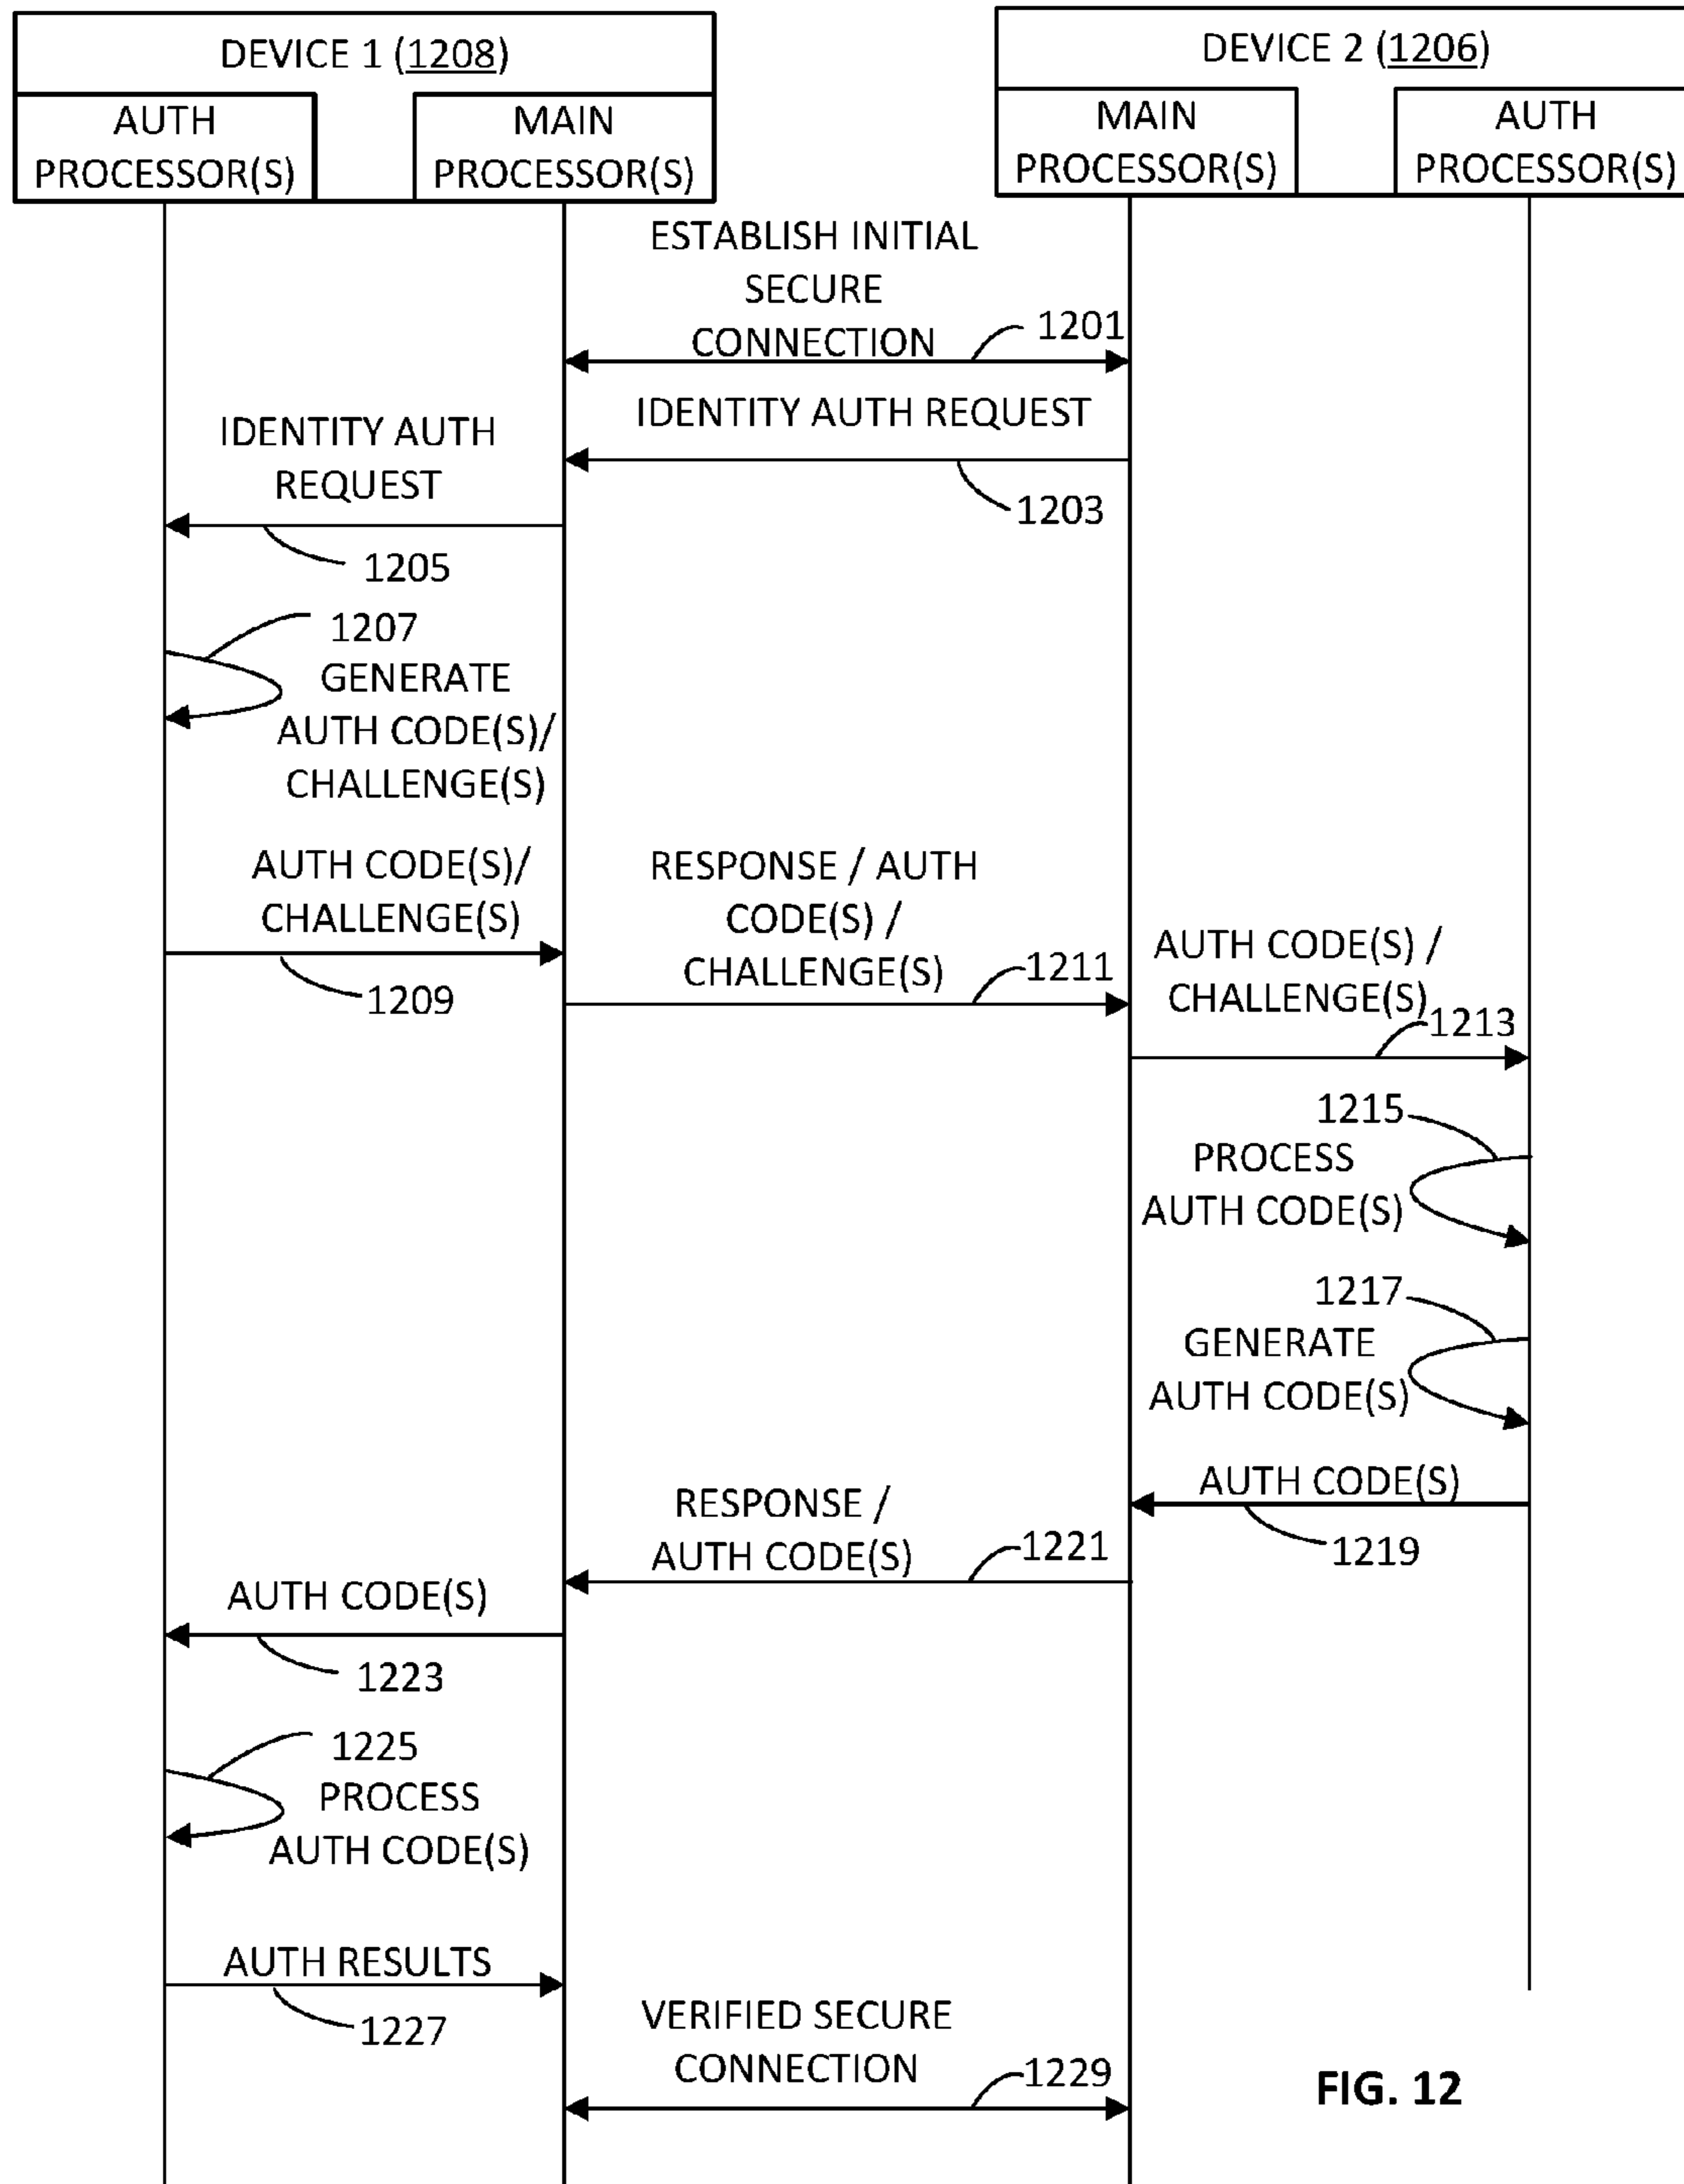 DEVICE 1 (1208)
AUTH
PROCESSOR(S)
MAIN
PROCESSOR(S)
DEVICE 2 (1206)
MAIN
PROCESSOR(S)
AUTH
PROCESSOR(S)
ESTABLISH INITIAL
SECURE
CONNECTION
1201
IDENTITY AUTH REQUEST
1203
IDENTITY AUTH
REQUEST
1205
1207
GENERATE
AUTH CODE(S)/
CHALLENGE(S)
AUTH CODE(S)/
CHALLENGE(S)
1209
RESPONSE / AUTH
CODE(S) /
CHALLENGE(S)
1211
AUTH CODE(S) /
CHALLENGE(S)
1213
1215
PROCESS
AUTH CODE(S)
1217
GENERATE
AUTH CODE(S)
AUTH CODE(S)
1219
RESPONSE /
AUTH CODE(S)
1221
AUTH CODE(S)
1223
1225
PROCESS
AUTH CODE(S)
AUTH RESULTS
1227
VERIFIED SECURE
CONNECTION
1229
FIG. 12